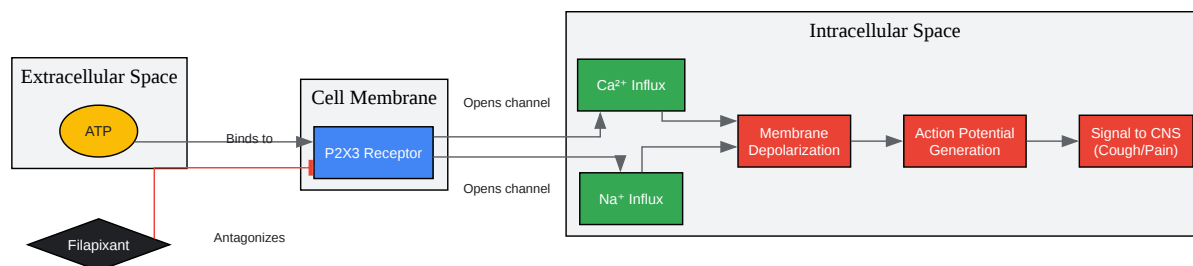 Extracellular Space
ATP
Binds to
Cell Membrane
P2X3 Receptor
Opens channel
Opens channel
Intracellular Space
Ca²⁺ Influx
Na⁺ Influx
Membrane
Depolarization
Action Potential
Generation
Signal to CNS
(Cough/Pain)
Filapixant
Antagonizes